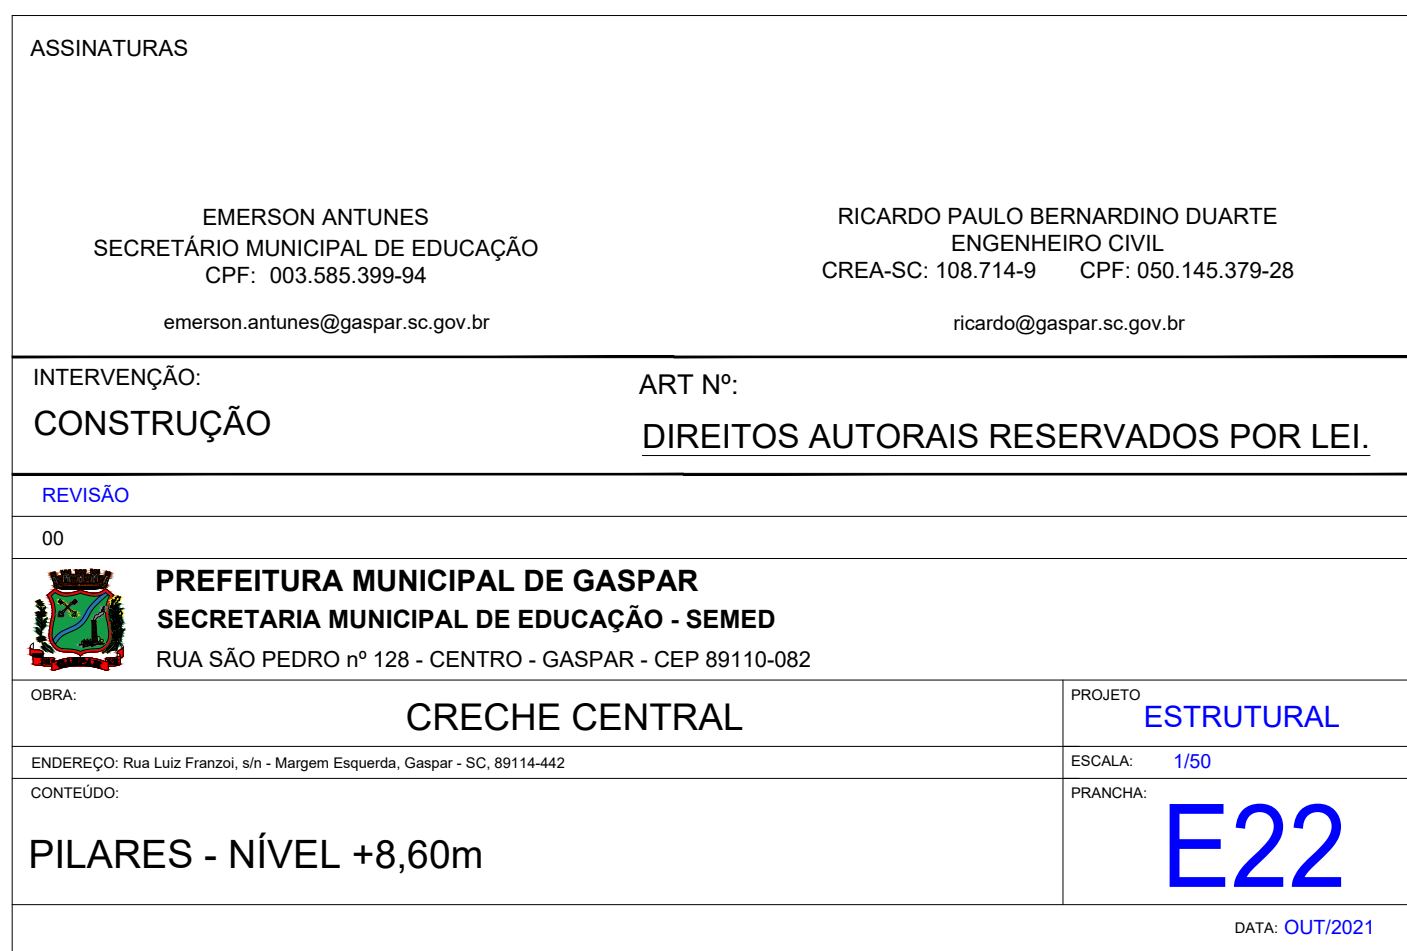 ASSINATURAS
EMERSON ANTUNES
SECRETÁRIO MUNICIPAL DE EDUCAÇÃO
CPF: 003.585.399-94
emerson.antunes@gaspar.sc.gov.br
RICARDO PAULO BERNARDINO DUARTE
ENGENHEIRO CIVIL
CREA-SC: 108.714-9 CPF: 050.145.379-28
ricardo@gaspar.sc.gov.br
INTERVENÇÃO:
CONSTRUÇÃO
ART Nº:
DIREITOS AUTORAIS RESERVADOS POR LEI.
REVISÃO
00
PREFEITURA MUNICIPAL DE GASPAR
SECRETARIA MUNICIPAL DE EDUCAÇÃO - SEMED
RUA SÃO PEDRO nº 128 - CENTRO - GASPAR - CEP 89110-082
OBRA:
CRECHE CENTRAL
PROJETO
ESTRUTURAL
ENDEREÇO: Rua Luiz Franzoi, s/n - Margem Esquerda, Gaspar - SC, 89114-442
ESCALA: 1/50
CONTEÚDO:
PILARES - NÍVEL +8,60m
PRANCHA:
E22
DATA: OUT/2021